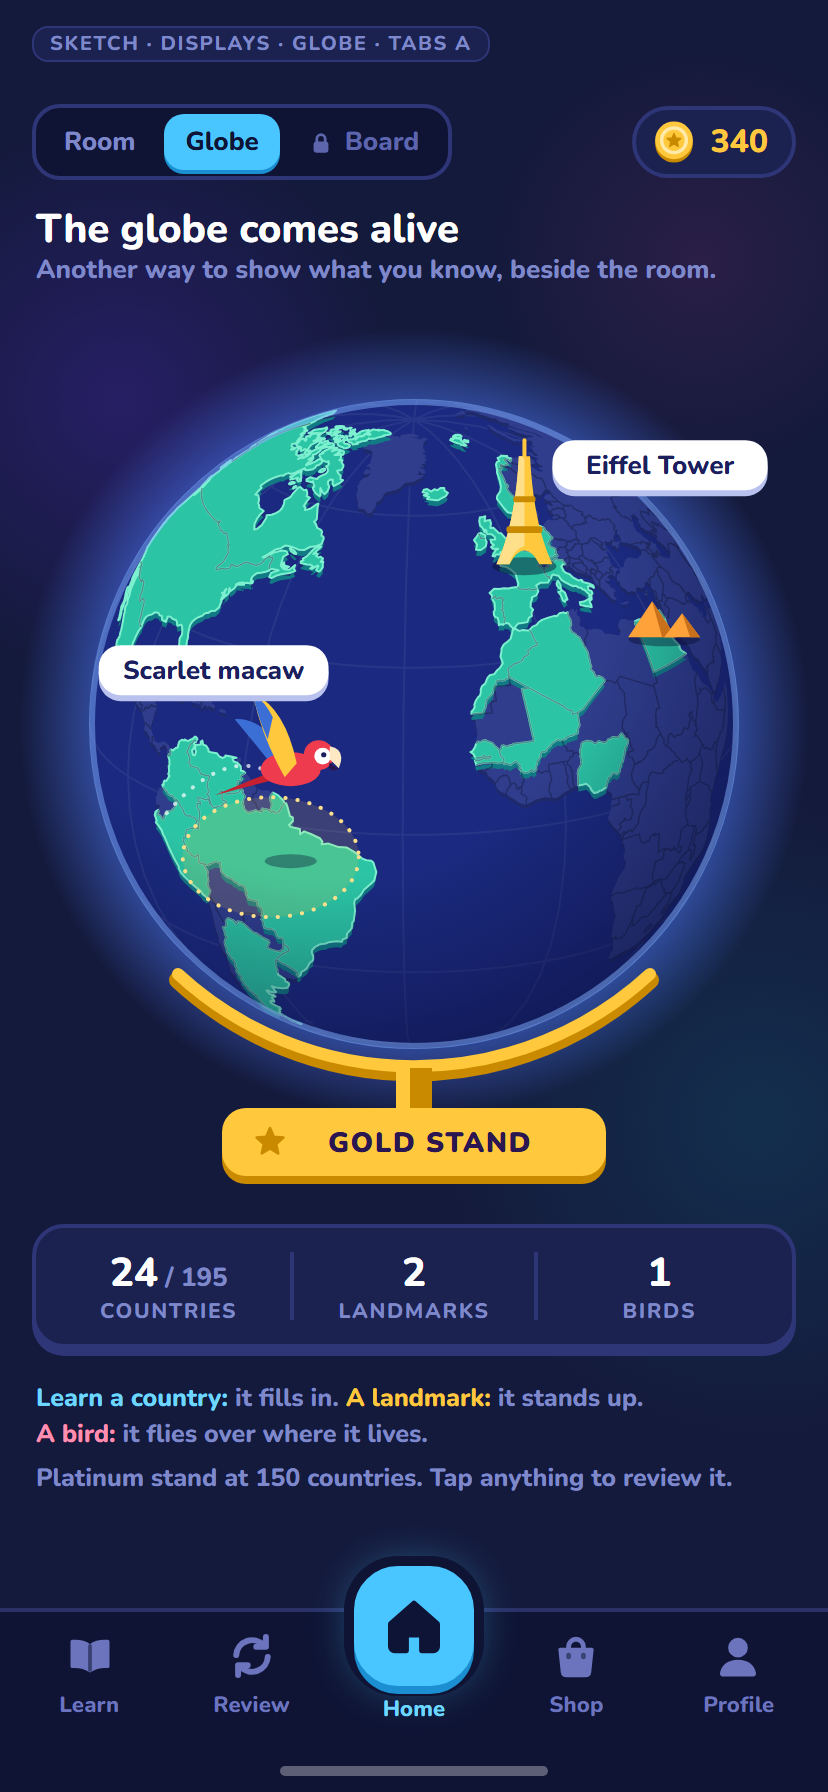 SKETCH · DISPLAYS · GLOBE · TABS A
Room Globe Board 340
The globe comes alive
Another way to show what you know, beside the room.
Eiffel Tower
Scarlet macaw
GOLD STAND
24 / 195 2 1
COUNTRIES LANDMARKS BIRDS
Learn a country: it fills in. A landmark: it stands up.
A bird: it flies over where it lives.
Platinum stand at 150 countries. Tap anything to review it.
Learn Review Home Shop Profile